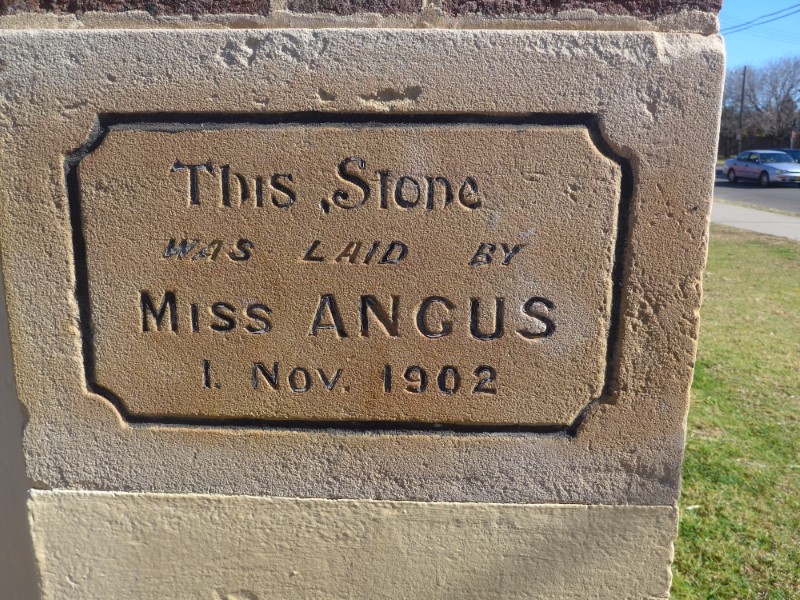 This Stone
WAS LAID BY
MISS ANGUS
1. NOV. 1902